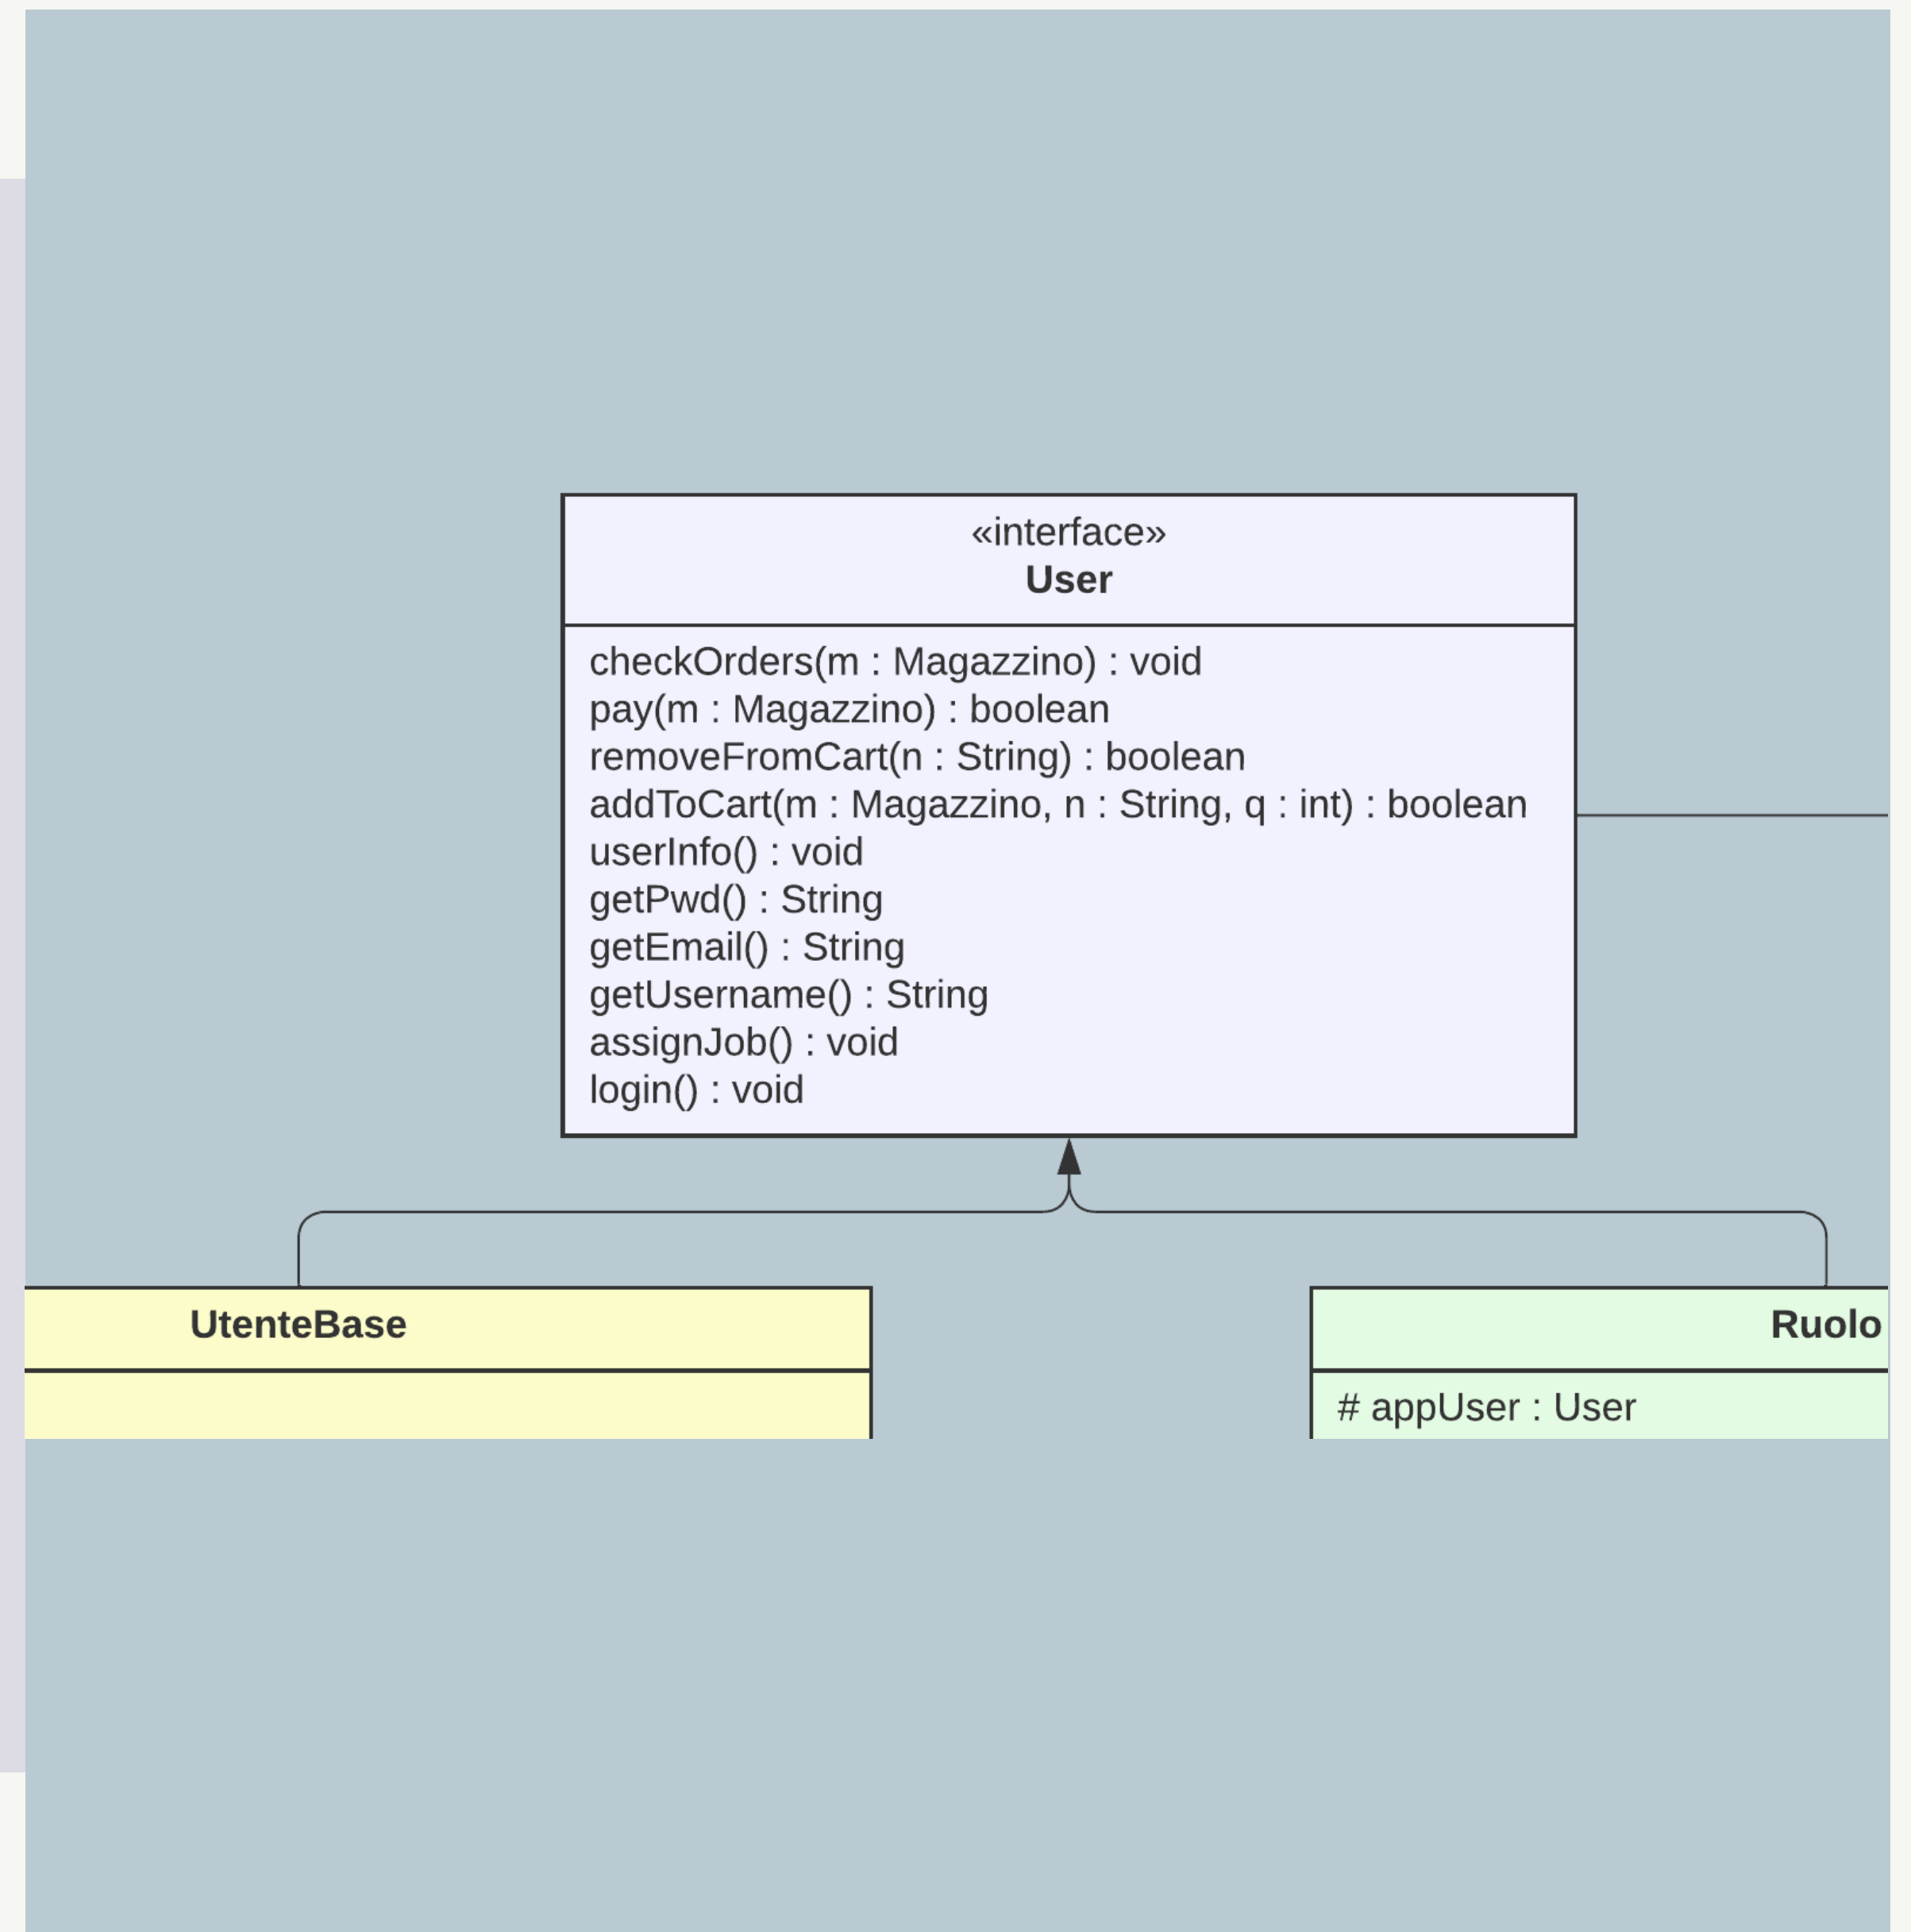 «interface»
User
checkOrders(m : Magazzino) : void
pay(m : Magazzino) : boolean
removeFromCart(n : String) : boolean
addToCart(m : Magazzino, n : String, q : int) : boolean
userInfo() : void
getPwd() : String
getEmail() : String
getUsername() : String
assignJob() : void
login() : void
UtenteBase
Ruolo
# appUser : User